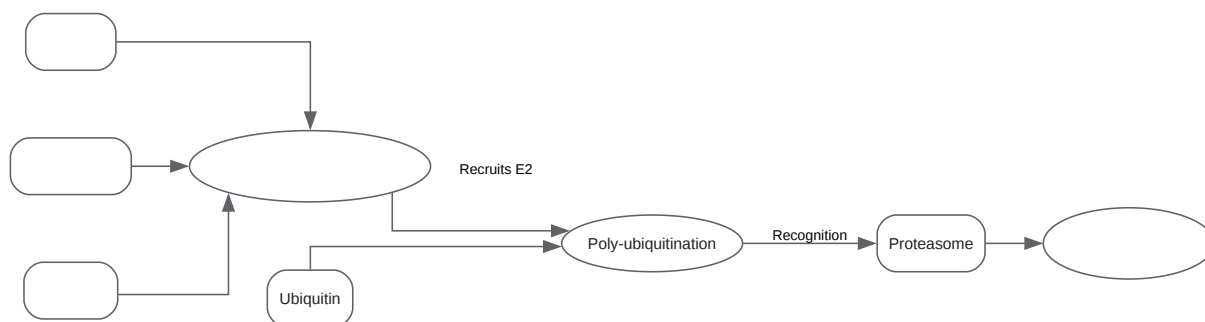 Recruits E2
Poly-ubiquitination
Recognition
Proteasome
Ubiquitin